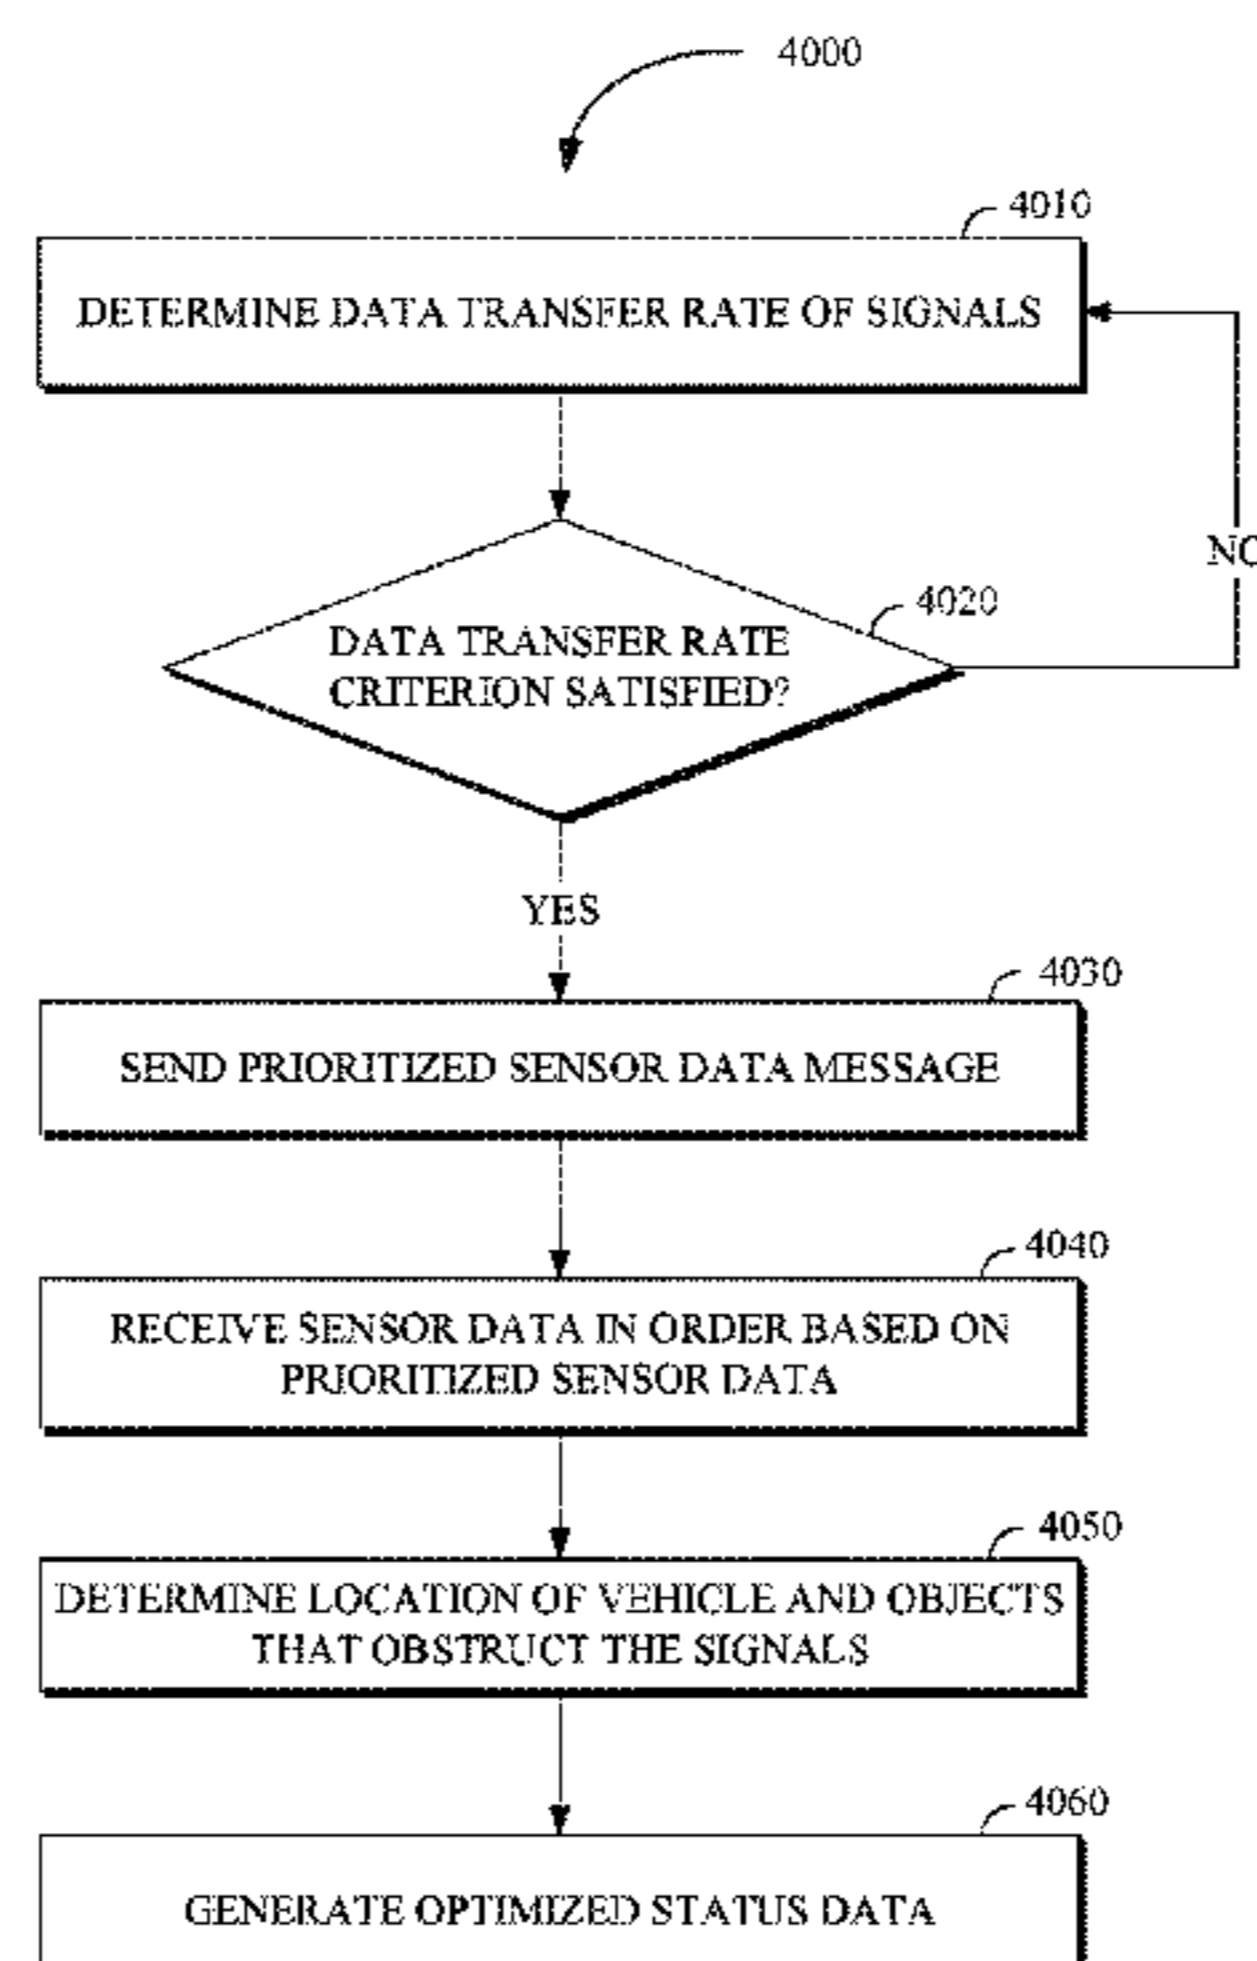 4000
4010
DETERMINE DATA TRANSFER RATE OF SIGNALS
NO
4020
DATA TRANSFER RATE
CRITERION SATISFIED?
YES
4030
SEND PRIORITIZED SENSOR DATA MESSAGE
4040
RECEIVE SENSOR DATA IN ORDER BASED ON
PRIORITIZED SENSOR DATA
4050
DETERMINE LOCATION OF VEHICLE AND OBJECTS
THAT OBSTRUCT THE SIGNALS
4060
GENERATE OPTIMIZED STATUS DATA